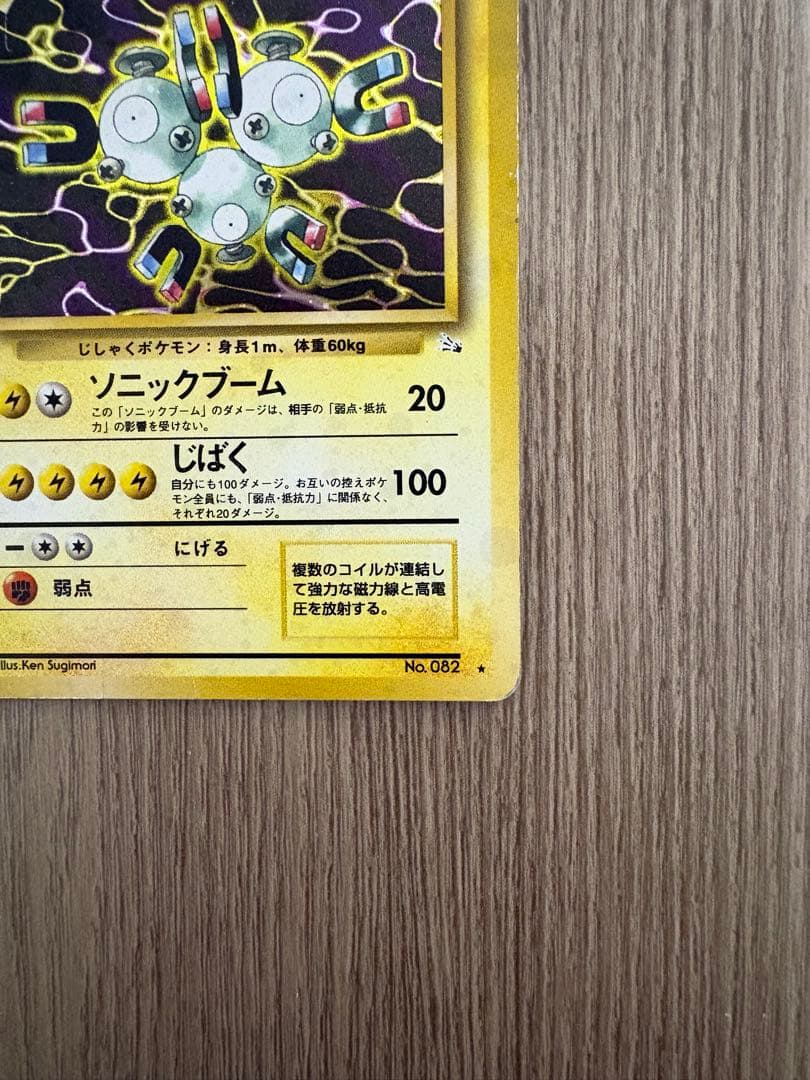 じしゃくポケモン：身長1m、体重60kg
ソニックブーム 20
この「ソニックブーム」のダメージは、相手の「弱点・抵抗
力」の影響を受けない。
じばく 100
自分にも100ダメージ。お互いの控えポケ
モン全員にも、「弱点・抵抗力」に関係なく、
それぞれ20ダメージ。
にげる
弱点
複数のコイルが連結し
て強力な磁力線と高電
圧を放射する。
Illus.Ken Sugimori
No. 082 ★